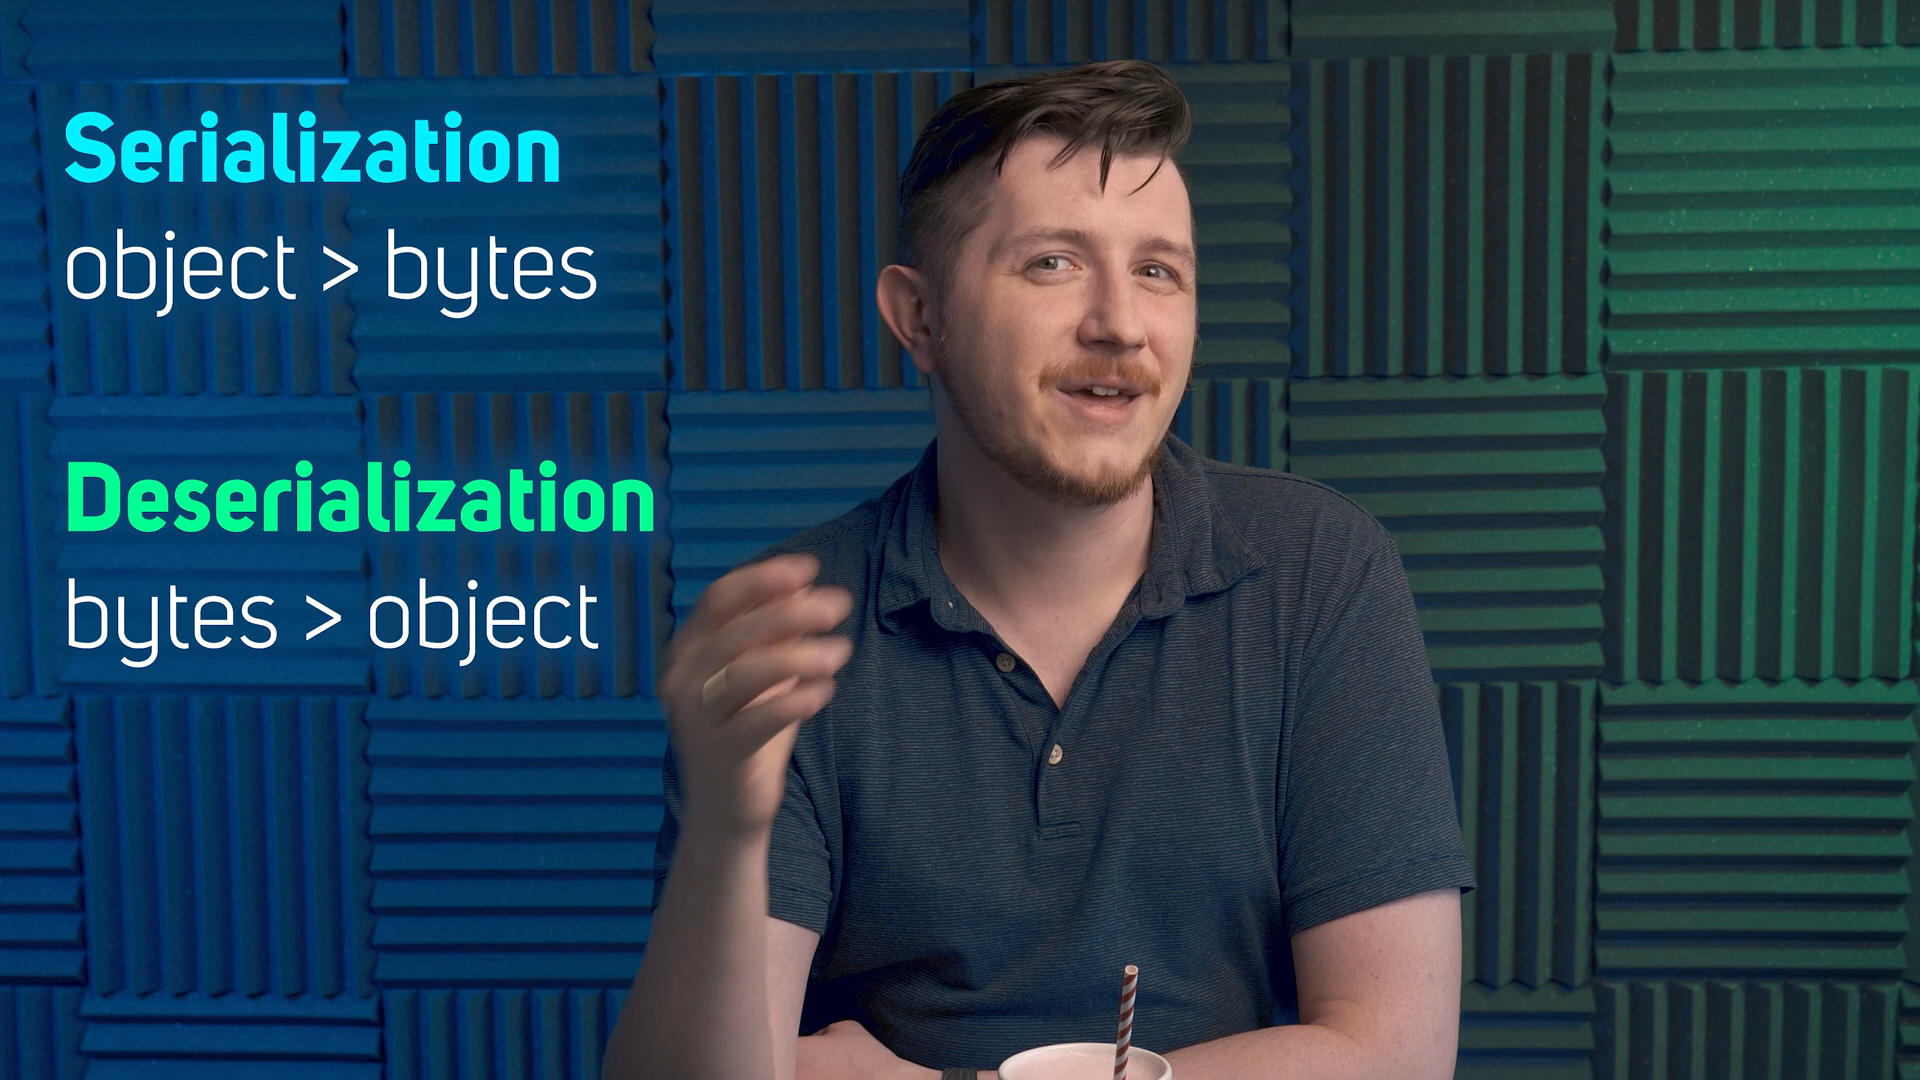 Serialization
object > bytes
Deserialization
bytes > object